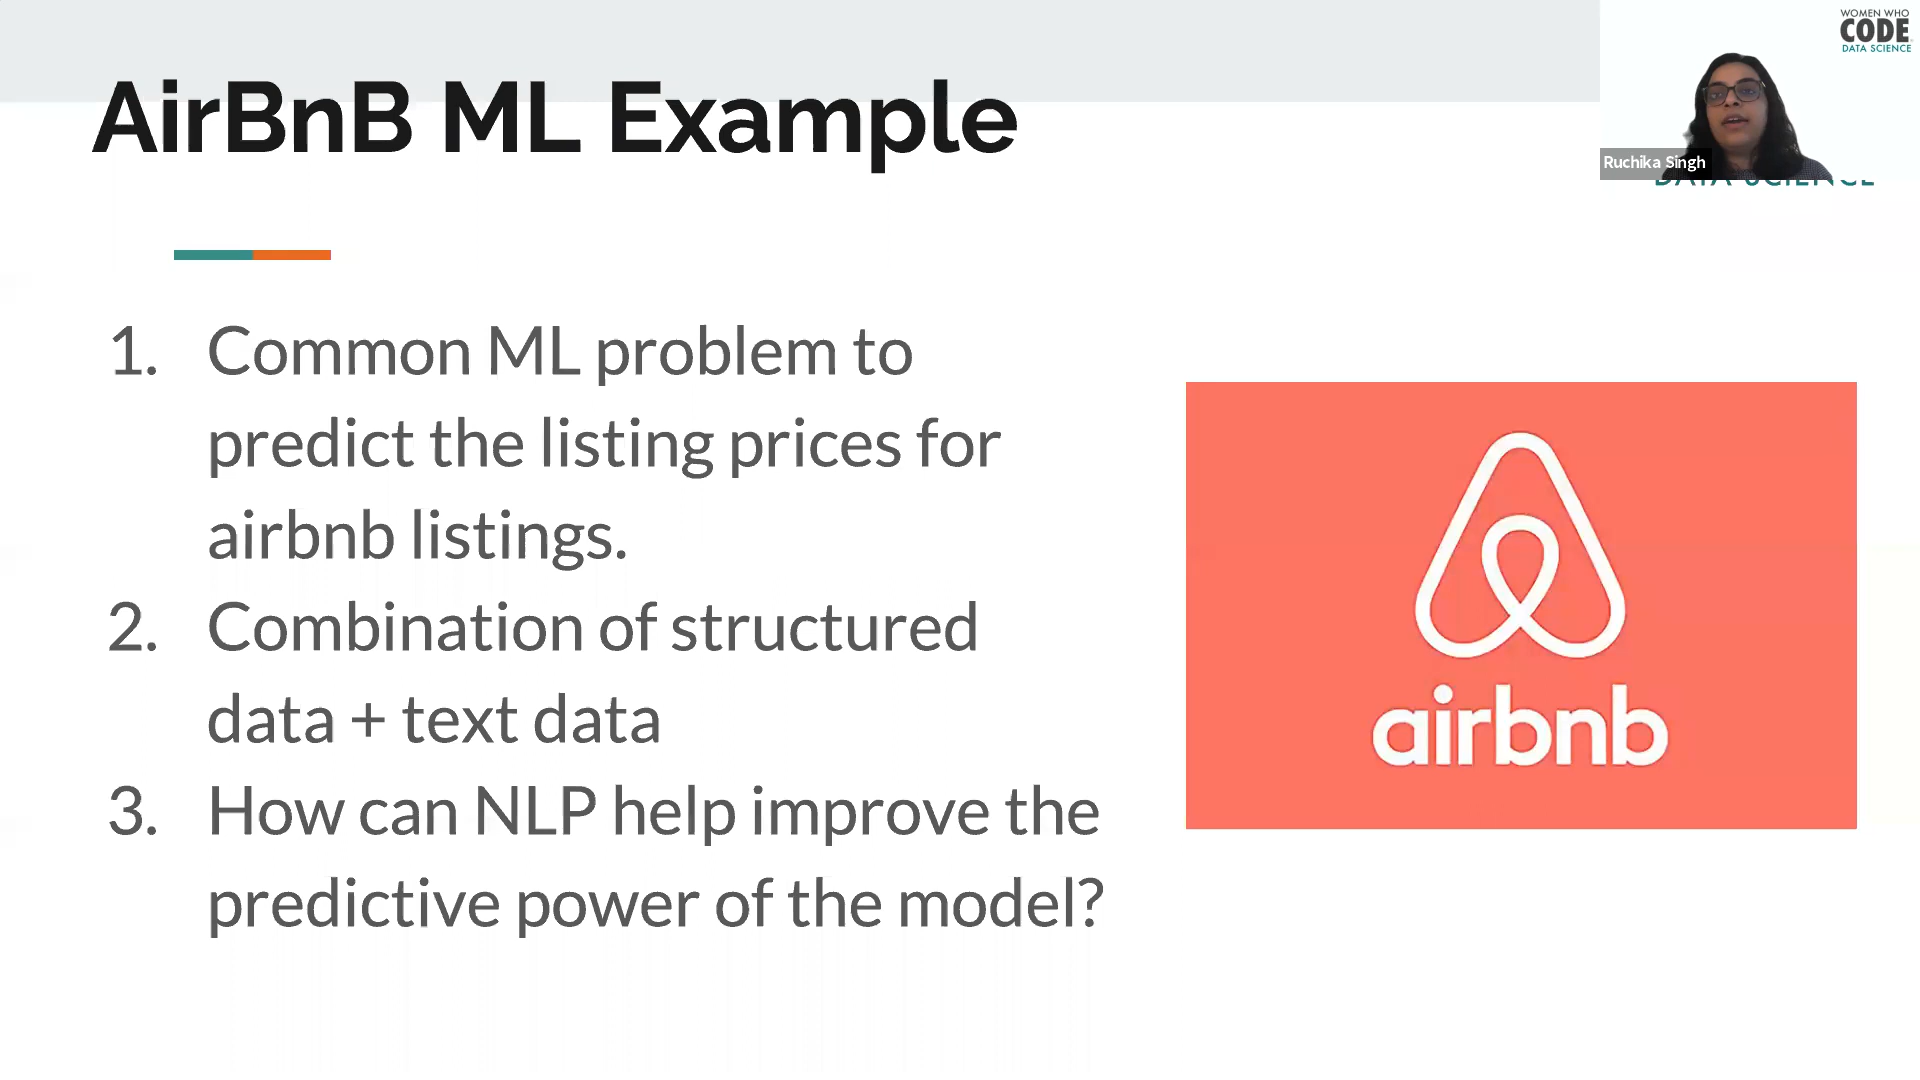 WOMEN WHO
CODE
DATA SCIENCE
AirBnB ML Example
Ruchika Singh
DATA SCIENCE
1. Common ML problem to
predict the listing prices for
airbnb listings.
2. Combination of structured
data + text data
3. How can NLP help improve the
predictive power of the model?
airbnb